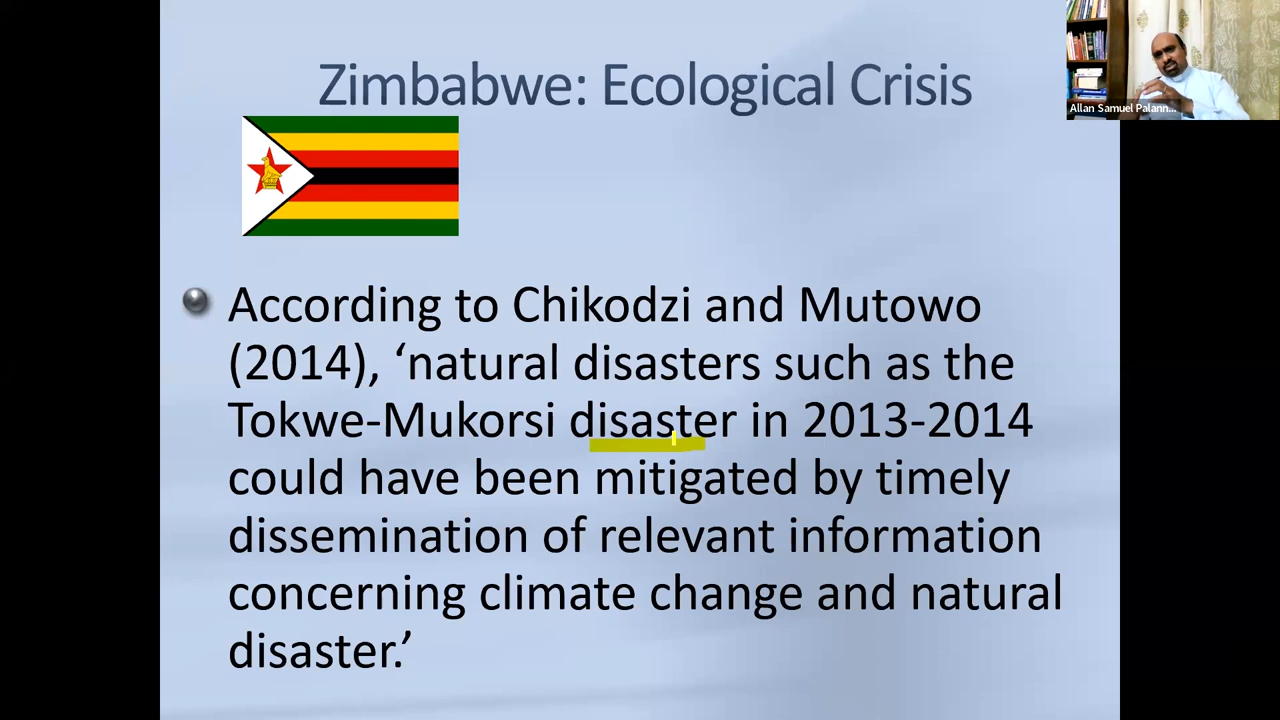 Zimbabwe: Ecological Crisis
Allan Samuel Palann...
According to Chikodzi and Mutowo
(2014), ‘natural disasters such as the
Tokwe-Mukorsi disaster in 2013-2014
could have been mitigated by timely
dissemination of relevant information
concerning climate change and natural
disaster.’